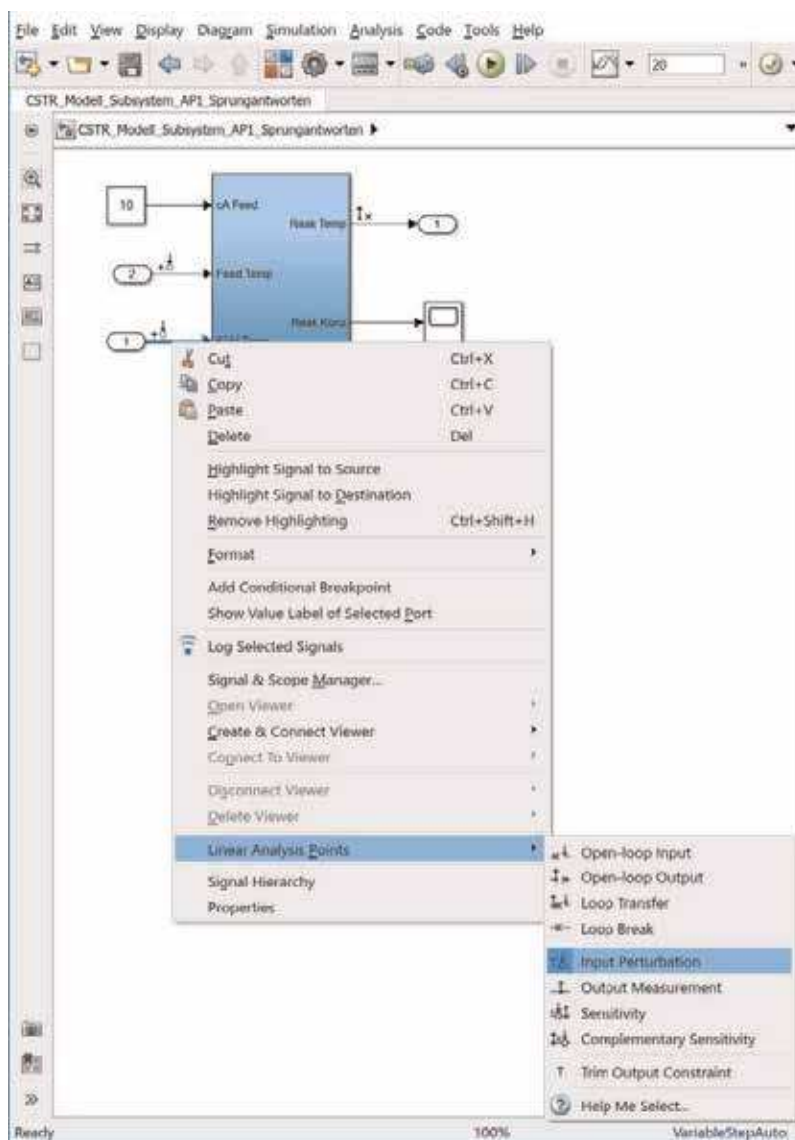 File Edit View Display Diagram Simulation Analysis Code Tools Help
20
CSTR_Modell_Subsystem_AP1_Sprungantworten
CSTR_Modell_Subsystem_AP1_Sprungantworten
10
cA Feed
Reak Temp
1
2
Feed Temp
Reak Konz
1
Cut Ctrl+X
Copy Ctrl+C
Paste Ctrl+V
Delete Del
Highlight Signal to Source
Highlight Signal to Destination
Remove Highlighting Ctrl+Shift+H
Format
Add Conditional Breakpoint
Show Value Label of Selected Port
Log Selected Signals
Signal & Scope Manager...
Open Viewer
Create & Connect Viewer
Connect To Viewer
Disconnect Viewer
Delete Viewer
Linear Analysis Points
Signal Hierarchy
Properties
Open-loop Input
Open-loop Output
Loop Transfer
Loop Break
Input Perturbation
Output Measurement
Sensitivity
Complementary Sensitivity
T Trim Output Constraint
Help Me Select...
Ready 100% VariableStepAuto